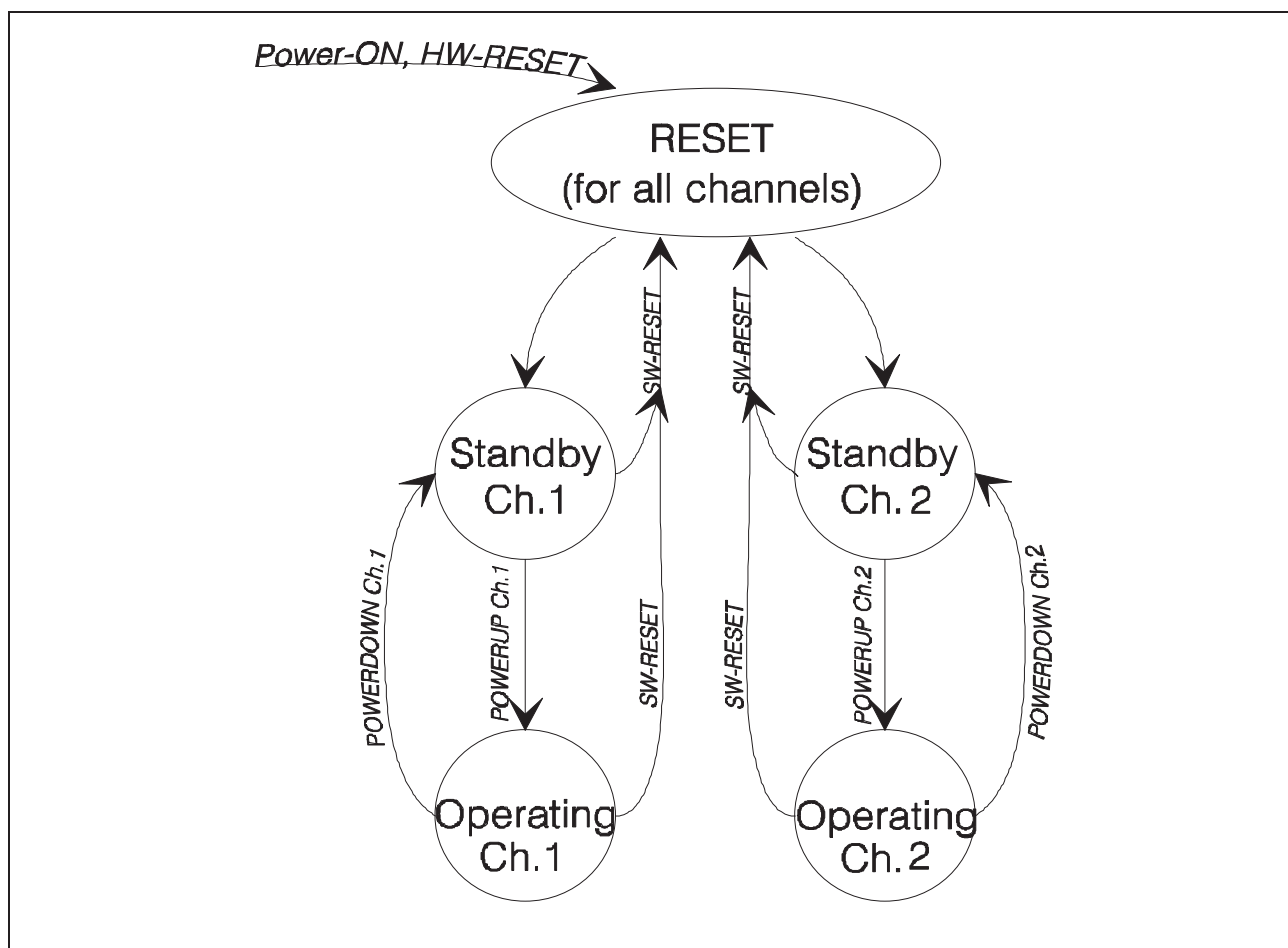 Power-ON, HW-RESET
RESET
(for all channels)
SW-RESET
SW-RESET
Standby
Ch.1
Standby
Ch.2
POWERDOWN Ch.1
POWERUP Ch.1
SW-RESET
SW-RESET
POWERUP Ch.2
POWERDOWN Ch.2
Operating
Ch.1
Operating
Ch.2